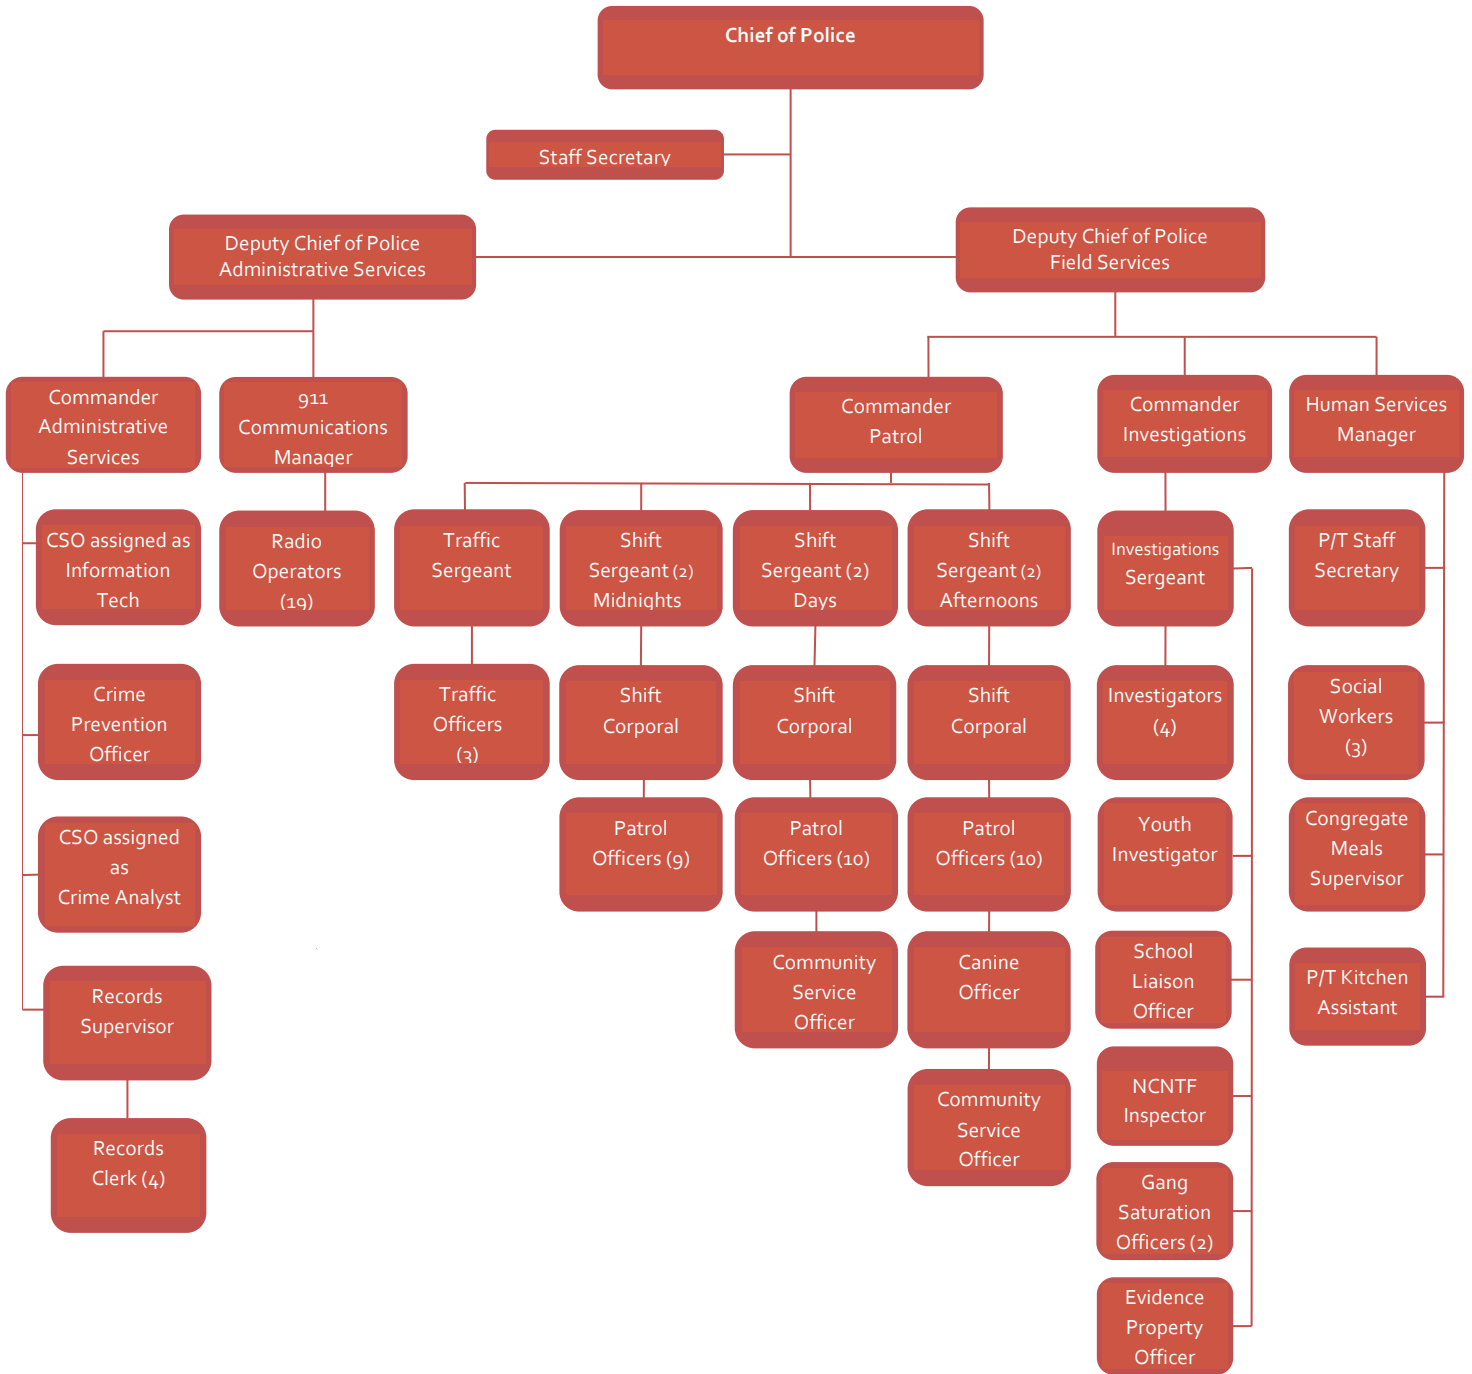 Chief of Police
Staff Secretary
Deputy Chief of Police
Administrative Services
Deputy Chief of Police
Field Services
Commander
Administrative
Services
911
Communications
Manager
Commander
Patrol
Commander
Investigations
Human Services
Manager
CSO assigned as
Information
Tech
Radio
Operators
(19)
Traffic
Sergeant
Shift
Sergeant (2)
Midnights
Shift
Sergeant (2)
Days
Shift
Sergeant (2)
Afternoons
Investigations
Sergeant
P/T Staff
Secretary
Crime
Prevention
Officer
Traffic
Officers
(3)
Shift
Corporal
Shift
Corporal
Shift
Corporal
Investigators
(4)
Social
Workers
(3)
CSO assigned
as
Crime Analyst
Patrol
Officers (9)
Patrol
Officers (10)
Patrol
Officers (10)
Youth
Investigator
Congregate
Meals
Supervisor
Records
Supervisor
Community
Service
Officer
Canine
Officer
School
Liaison
Officer
P/T Kitchen
Assistant
Records
Clerk (4)
Community
Service
Officer
NCNTF
Inspector
Gang
Saturation
Officers (2)
Evidence
Property
Officer